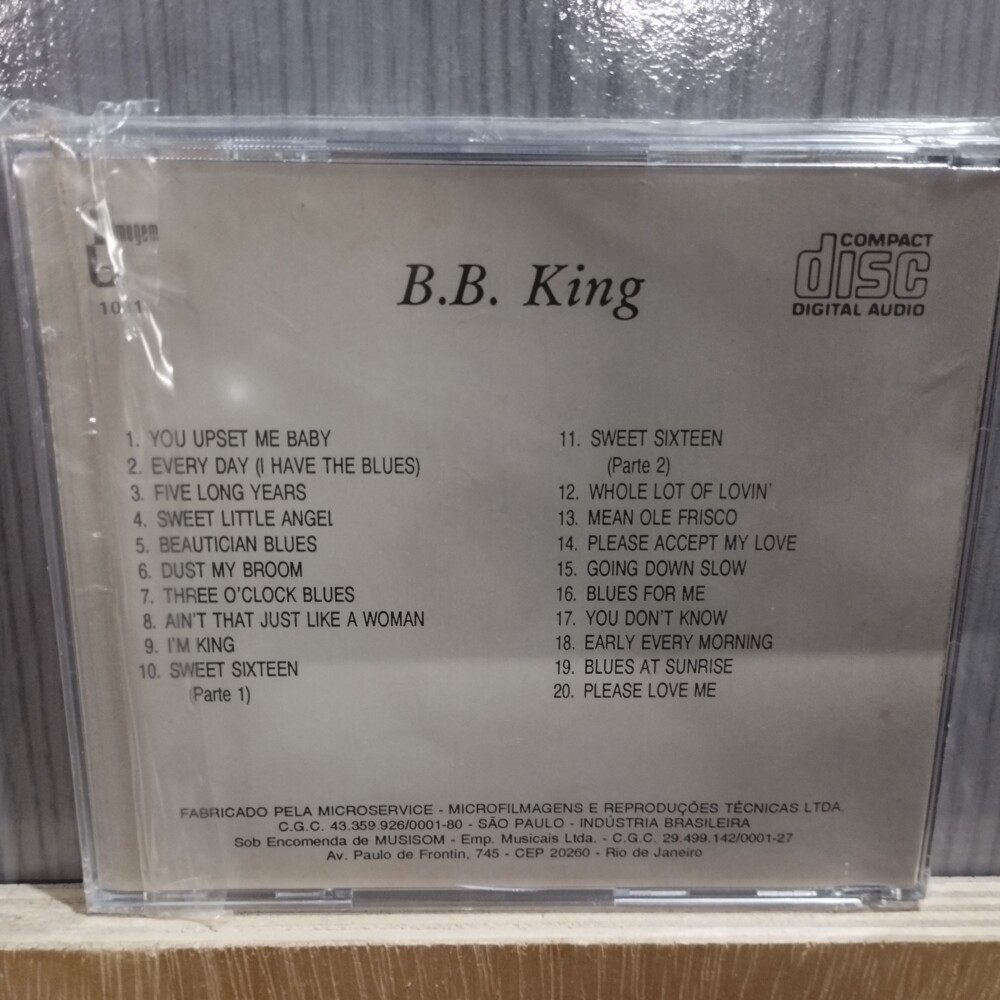 COMPACT
disc
DIGITAL AUDIO
B.B. King
1. YOU UPSET ME BABY
2. EVERY DAY (I HAVE THE BLUES)
3. FIVE LONG YEARS
4. SWEET LITTLE ANGEL
5. BEAUTICIAN BLUES
6. DUST MY BROOM
7. THREE O'CLOCK BLUES
8. AIN'T THAT JUST LIKE A WOMAN
9. I'M KING
10. SWEET SIXTEEN
(Parte 1)
11. SWEET SIXTEEN
(Parte 2)
12. WHOLE LOT OF LOVIN'
13. MEAN OLE FRISCO
14. PLEASE ACCEPT MY LOVE
15. GOING DOWN SLOW
16. BLUES FOR ME
17. YOU DON'T KNOW
18. EARLY EVERY MORNING
19. BLUES AT SUNRISE
20. PLEASE LOVE ME
FABRICADO PELA MICROSERVICE - MICROFILMAGENS E REPRODUÇÕES TÉCNICAS LTDA.
C.G.C. 43.359.926/0001-80 - SÃO PAULO - INDÚSTRIA BRASILEIRA
Sob Encomenda de MUSISOM - Emp. Musicais Ltda. - C.G.C. 29.499.142/0001-27
Av. Paulo de Frontin, 745 - CEP 20260 - Rio de Janeiro